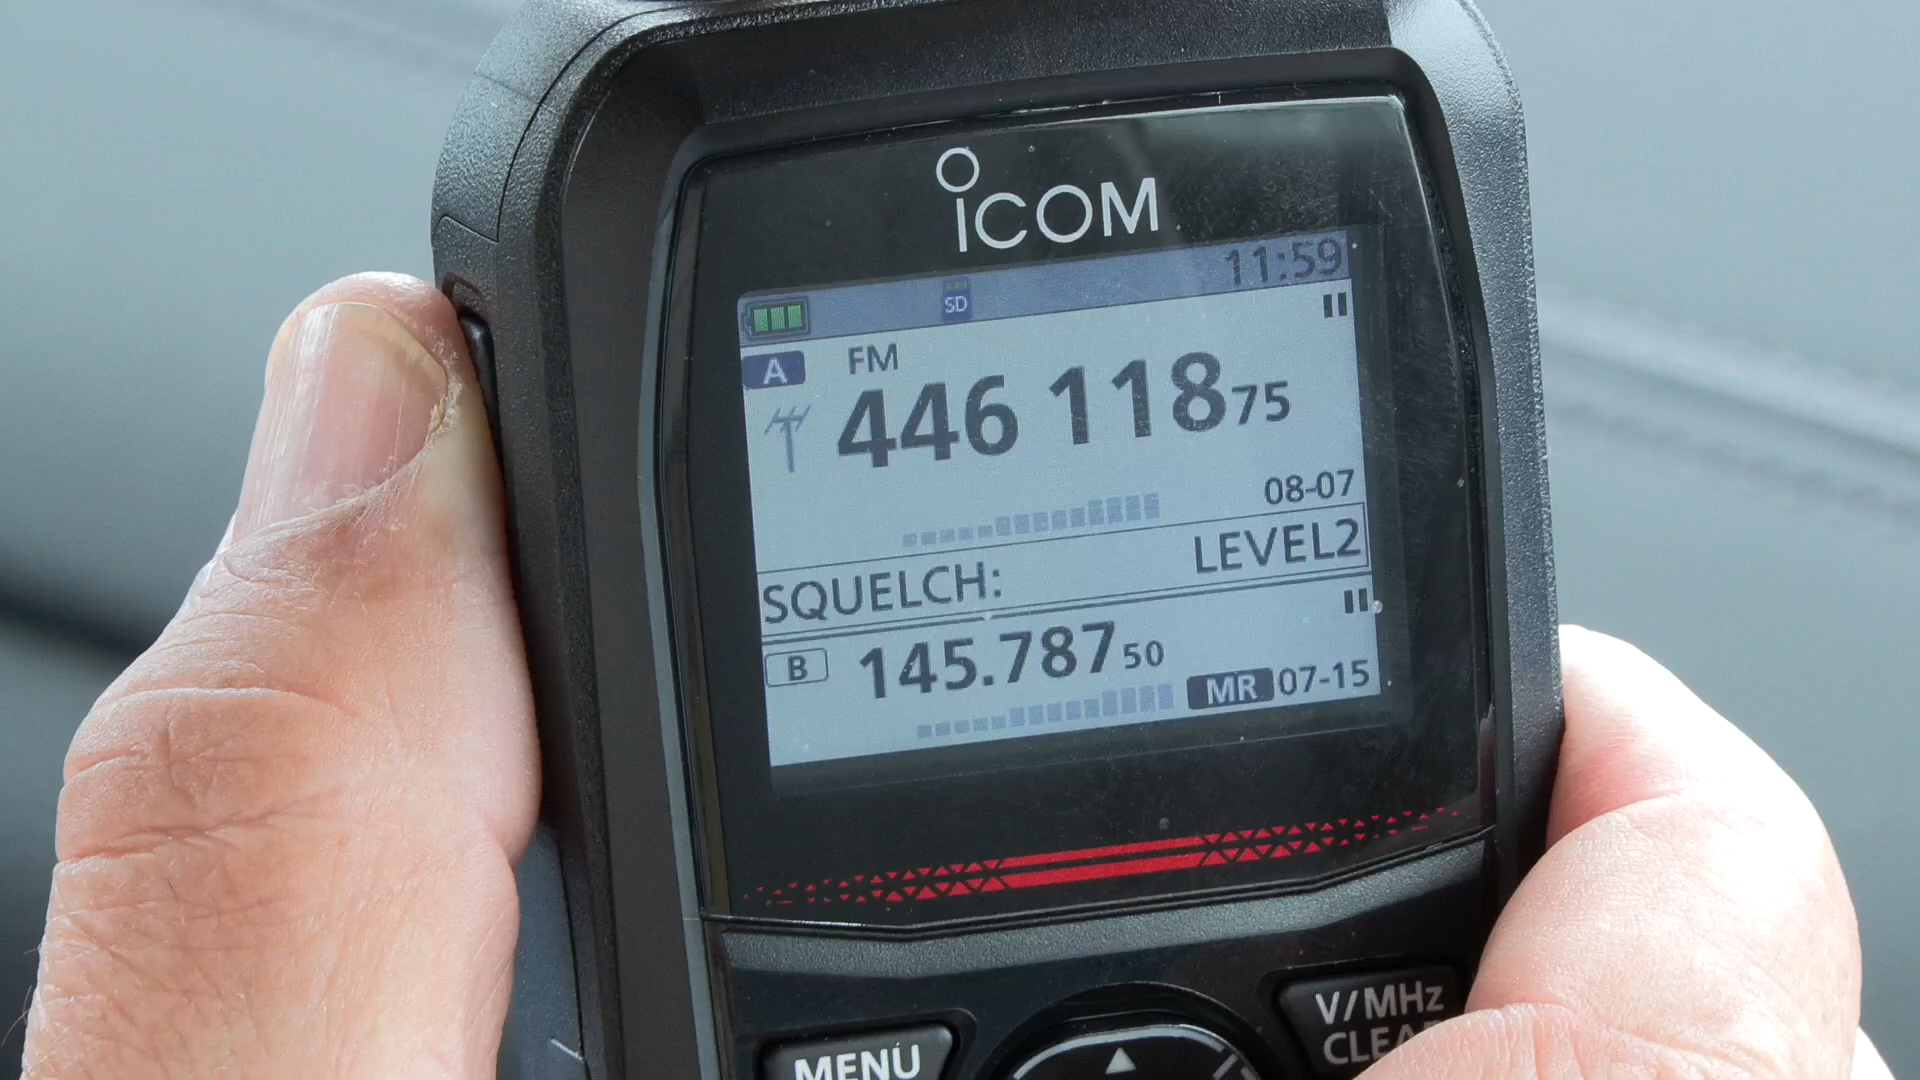 iCOM
SD 11:59
A FM
446 118 75
08-07
SQUELCH: LEVEL2
B 145.787 50
MR 07-15
MENU
V/MHz
CLEA